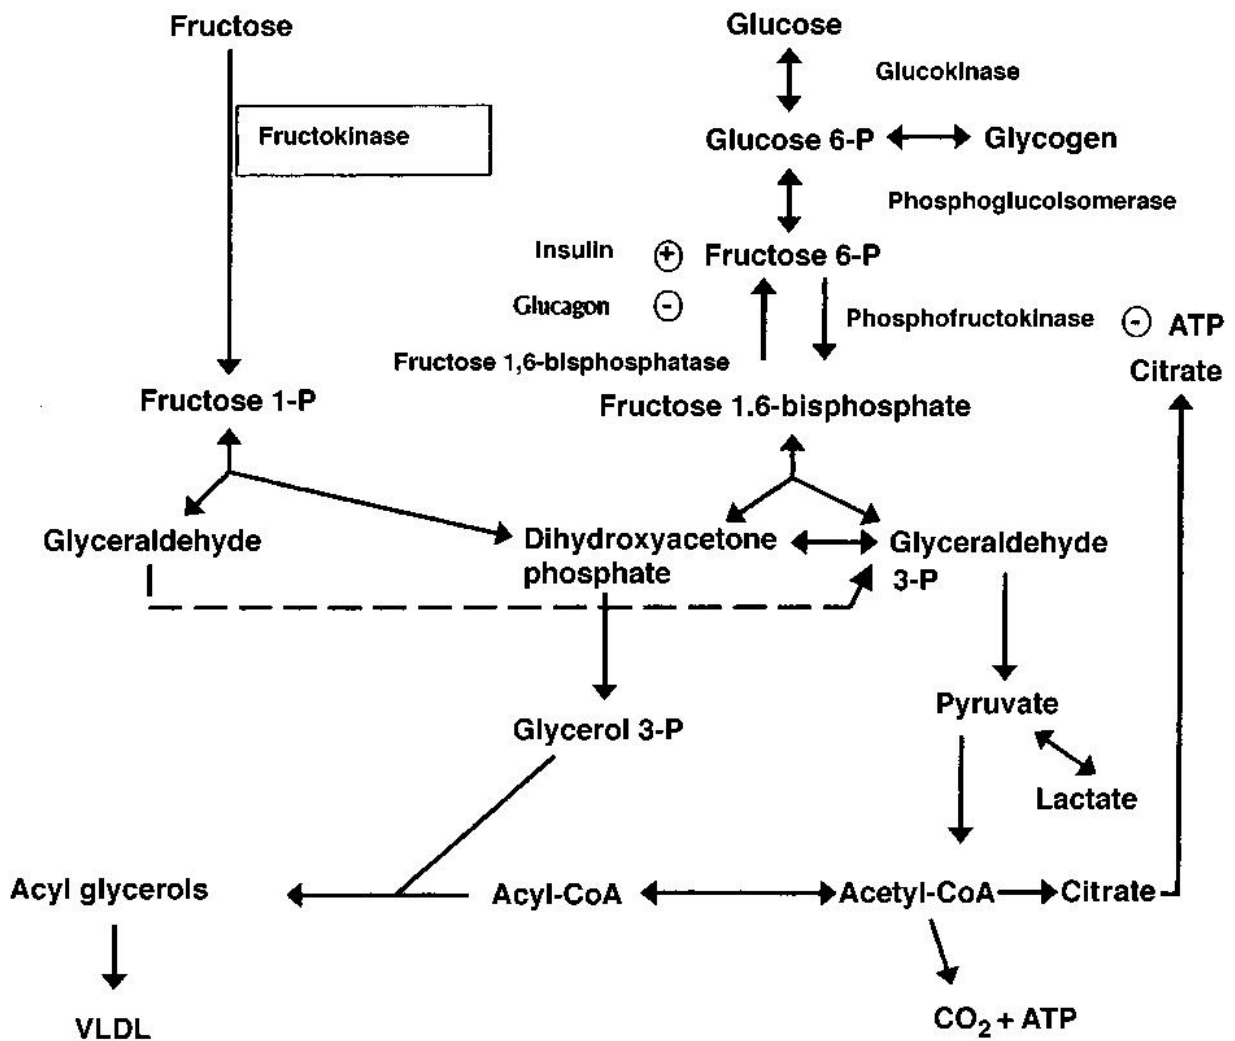 Fructose
Glucose
Glucokinase
Fructokinase
Glucose 6-P
Glycogen
Phosphoglucoisomerase
Insulin
+
Fructose 6-P
Glucagon
-
Phosphofructokinase
-
ATP
Citrate
Fructose 1,6-bisphosphatase
Fructose 1-P
Fructose 1.6-bisphosphate
Glyceraldehyde
Dihydroxyacetone
phosphate
Glyceraldehyde
3-P
Pyruvate
Glycerol 3-P
Lactate
Acyl glycerols
Acyl-CoA
Acetyl-CoA
Citrate
VLDL
CO₂ + ATP